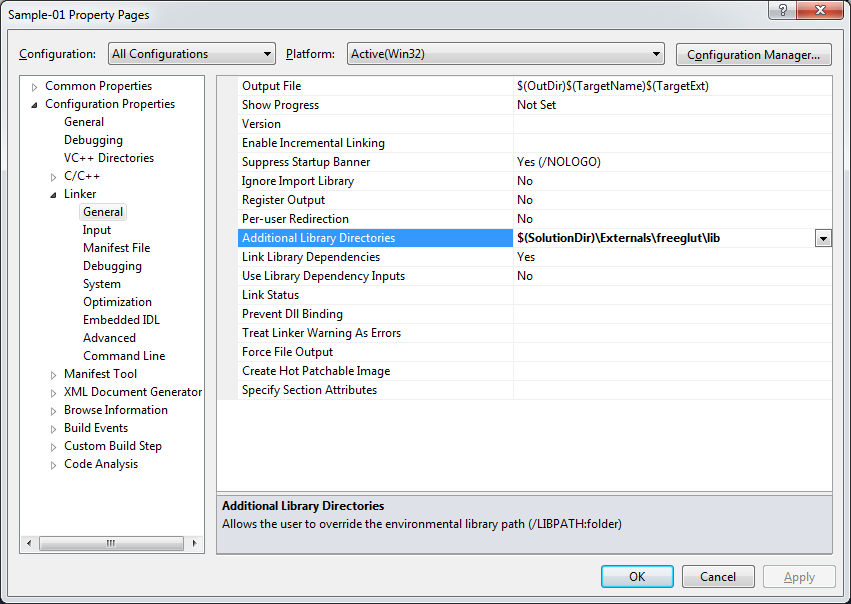 Sample-01 Property Pages
Configuration: All Configurations Platform: Active(Win32) Configuration Manager...
Common Properties
Configuration Properties
General
Debugging
VC++ Directories
C/C++
Linker
General
Input
Manifest File
Debugging
System
Optimization
Embedded IDL
Advanced
Command Line
Manifest Tool
XML Document Generator
Browse Information
Build Events
Custom Build Step
Code Analysis
Output File $(OutDir)$(TargetName)$(TargetExt)
Show Progress Not Set
Version
Enable Incremental Linking
Suppress Startup Banner Yes (/NOLOGO)
Ignore Import Library No
Register Output No
Per-user Redirection No
Additional Library Directories $(SolutionDir)\Externals\freeglut\lib
Link Library Dependencies Yes
Use Library Dependency Inputs No
Link Status
Prevent Dll Binding
Treat Linker Warning As Errors
Force File Output
Create Hot Patchable Image
Specify Section Attributes
Additional Library Directories
Allows the user to override the environmental library path (/LIBPATH:folder)
OK Cancel Apply